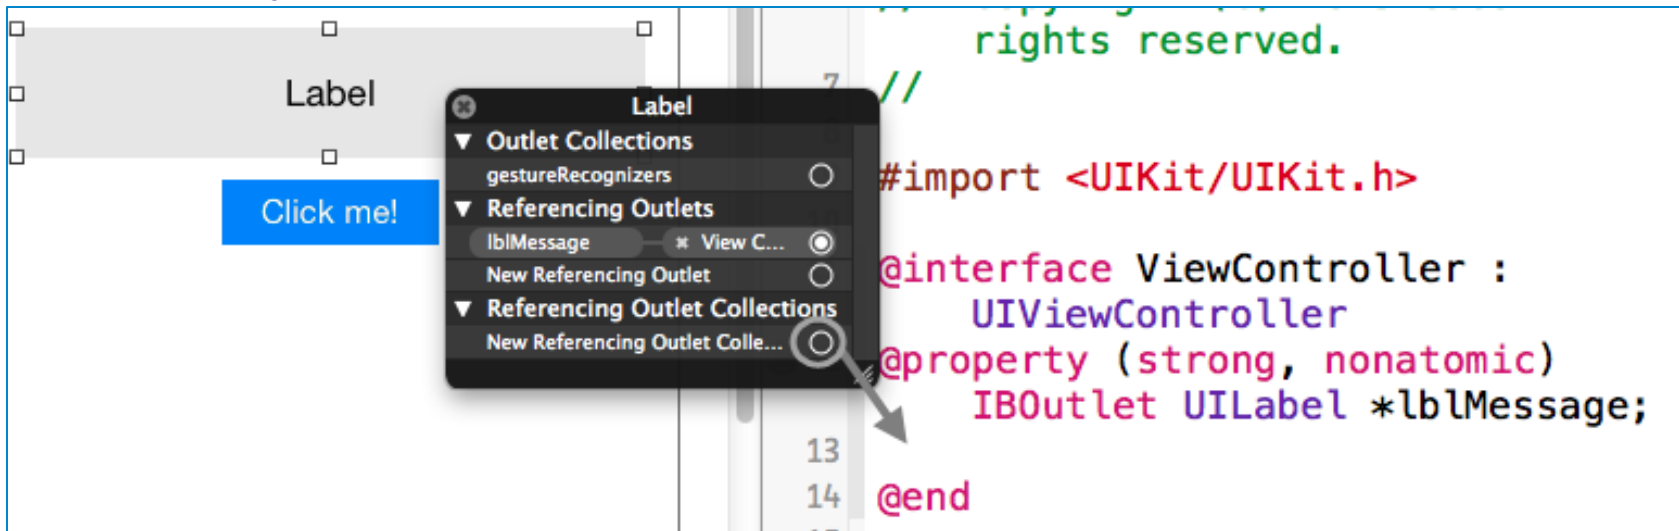 Label
Click me!
Label
Outlet Collections
gestureRecognizers
Referencing Outlets
lblMessage
View C...
New Referencing Outlet
Referencing Outlet Collections
New Referencing Outlet Colle...
rights reserved.
7 //
#import <UIKit/UIKit.h>
@interface ViewController :
UIViewController
@property (strong, nonatomic)
IBOutlet UILabel *lblMessage;
13
14 @end